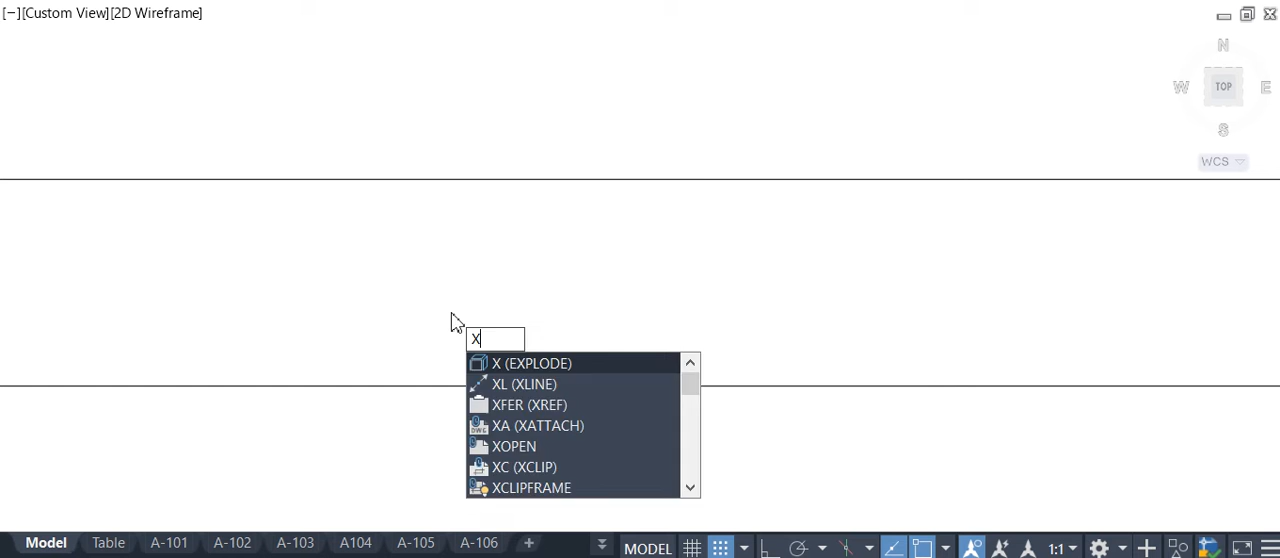 [−][Custom View][2D Wireframe]
N
W TOP E
S
WCS
X
X (EXPLODE)
XL (XLINE)
XFER (XREF)
XA (XATTACH)
XOPEN
XC (XCLIP)
XCLIPFRAME
Model Table A-101 A-102 A-103 A104 A-105 A-106 +
MODEL 1:1